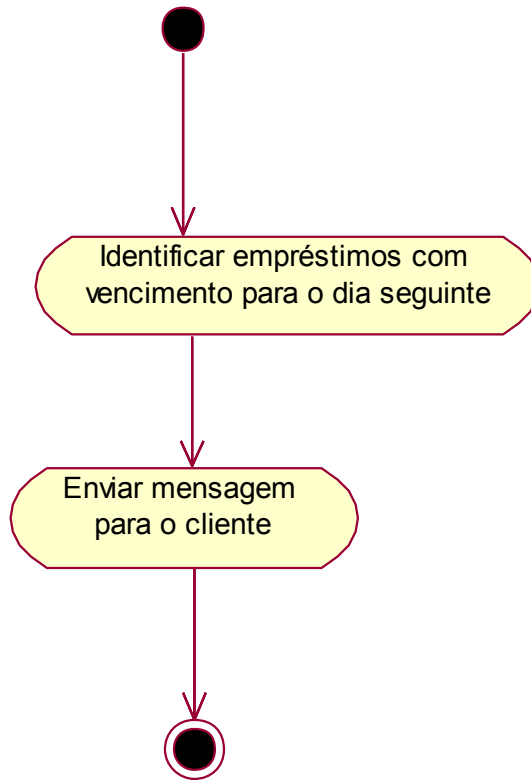 Identificar empréstimos com
vencimento para o dia seguinte
Enviar mensagem
para o cliente